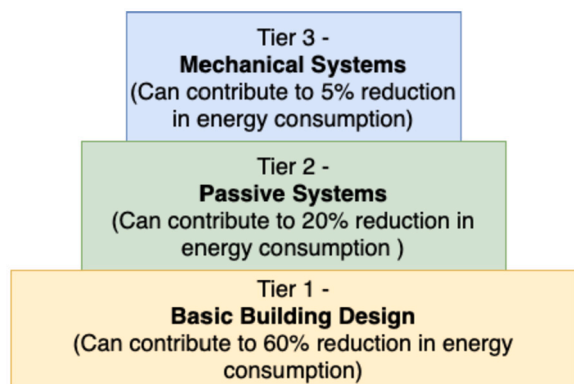 Tier 3 -
Mechanical Systems
(Can contribute to 5% reduction
in energy consumption)
Tier 2 -
Passive Systems
(Can contribute to 20% reduction in
energy consumption )
Tier 1 -
Basic Building Design
(Can contribute to 60% reduction in energy
consumption)